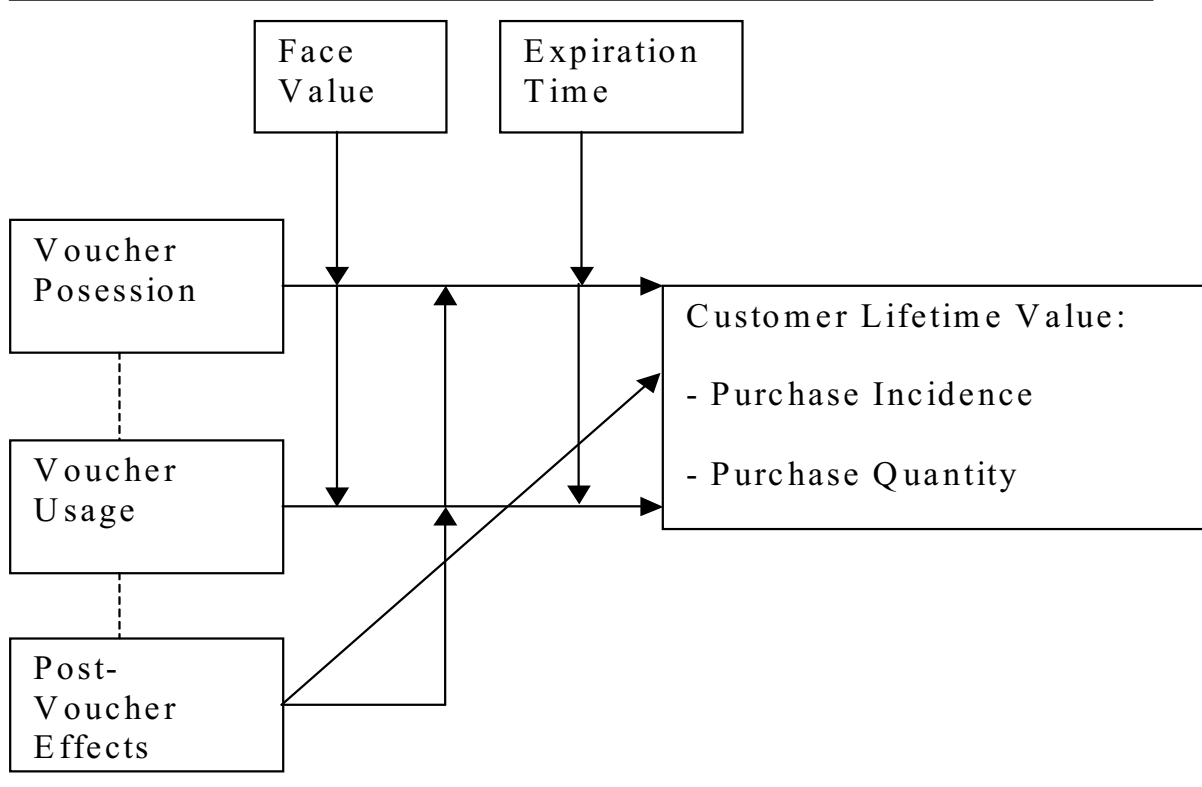 Face
Value
Expiration
Time
Voucher
Posession
Customer Lifetime Value:
- Purchase Incidence
- Purchase Quantity
Voucher
Usage
Post-
Voucher
Effects